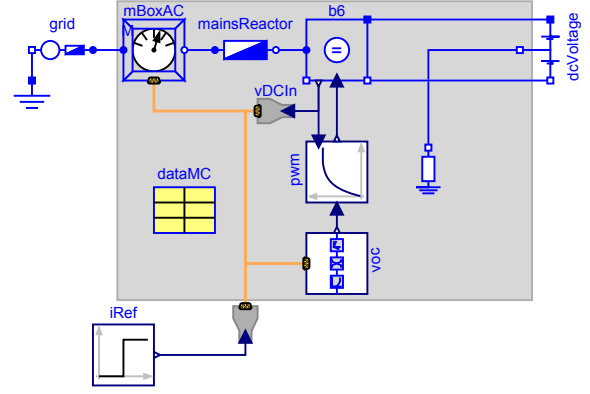 mBoxAC
grid
mainsReactor
b6
dcVoltage
M
=
vDCIn
pwm
dataMC
voc
iRef